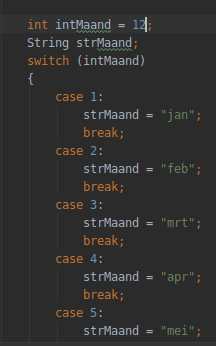 int intMaand = 12;
String strMaand;
switch (intMaand)
{
case 1:
strMaand = "jan";
break;
case 2:
strMaand = "feb";
break;
case 3:
strMaand = "mrt";
break;
case 4:
strMaand = "apr";
break;
case 5:
strMaand = "mei";